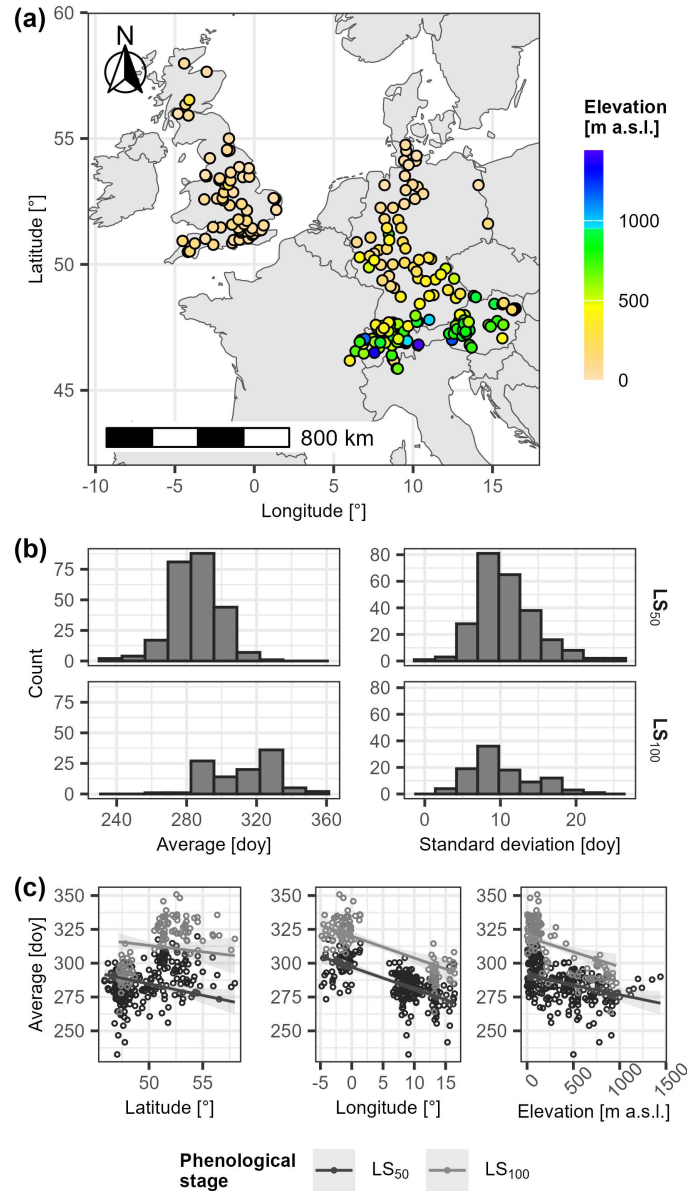 (a)
60
55
50
45
Latitude [°]
N
800 km
-10
-5
0
5
10
15
Longitude [°]
Elevation
[m a.s.l.]
1000
500
0
(b)
75
50
25
0
80
60
40
20
0
LS50
Count
75
50
25
0
80
60
40
20
0
LS100
240
280
320
360
0
10
20
Average [doy]
Standard deviation [doy]
(c)
350
325
300
275
250
350
325
300
275
250
350
325
300
275
250
Average [doy]
50
55
-5
0
5
10
15
0
500
1000
1500
Latitude [°]
Longitude [°]
Elevation [m a.s.l.]
Phenological
stage
LS50
LS100